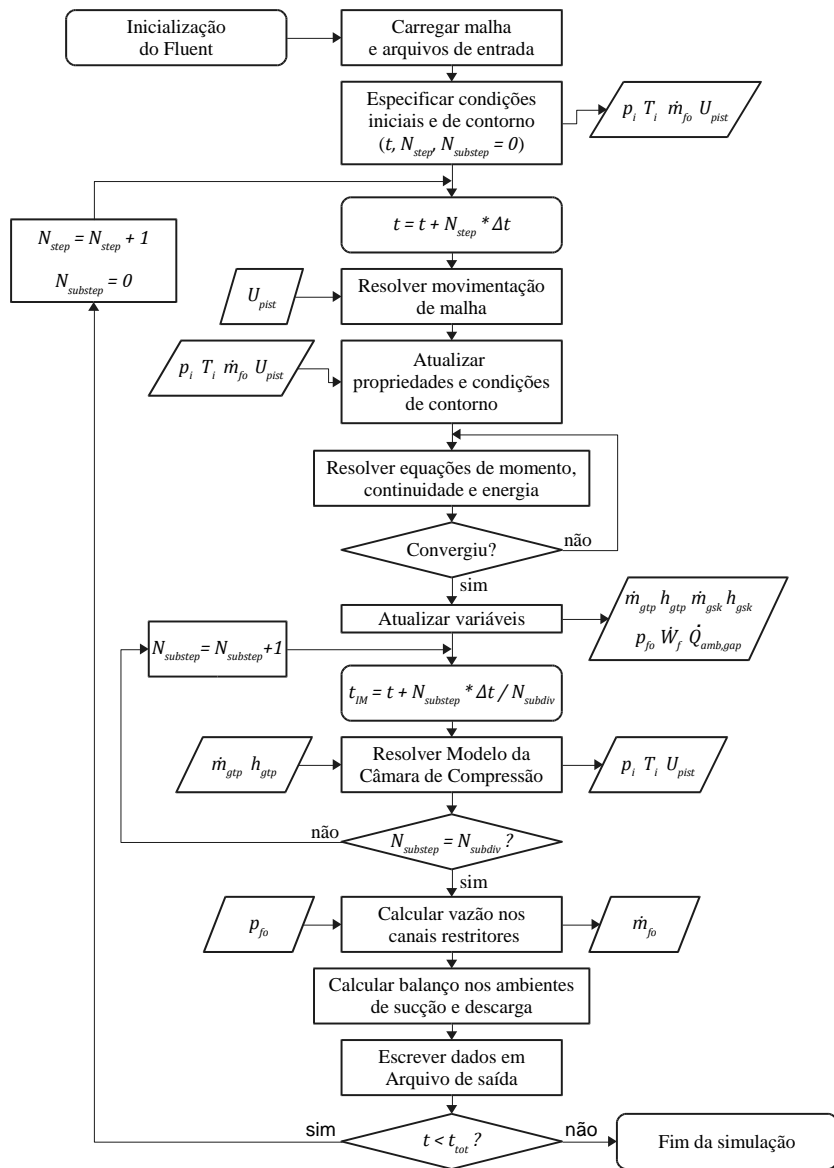 Inicialização
do Fluent
Carregar malha
e arquivos de entrada
Especificar condições
iniciais e de contorno
(t, N_step, N_substep = 0)
p_i T_i ṁ_fo U_pist
N_step = N_step + 1
N_substep = 0
t = t + N_step * Δt
U_pist
Resolver movimentação
de malha
p_i T_i ṁ_fo U_pist
Atualizar
propriedades e condições
de contorno
Resolver equações de momento,
continuidade e energia
Convergiu?
não
sim
Atualizar variáveis
ṁ_gtp h_gtp ṁ_gsk h_gsk
p_fo Ẇ_f Q̇_amb,gap
N_substep = N_substep +1
t_IM = t + N_substep * Δt / N_subdiv
ṁ_gtp h_gtp
Resolver Modelo da
Câmara de Compressão
p_i T_i U_pist
não
N_substep = N_subdiv ?
sim
p_fo
Calcular vazão nos
canais restritores
ṁ_fo
Calcular balanço nos ambientes
de sucção e descarga
Escrever dados em
Arquivo de saída
sim
t < t_tot ?
não
Fim da simulação